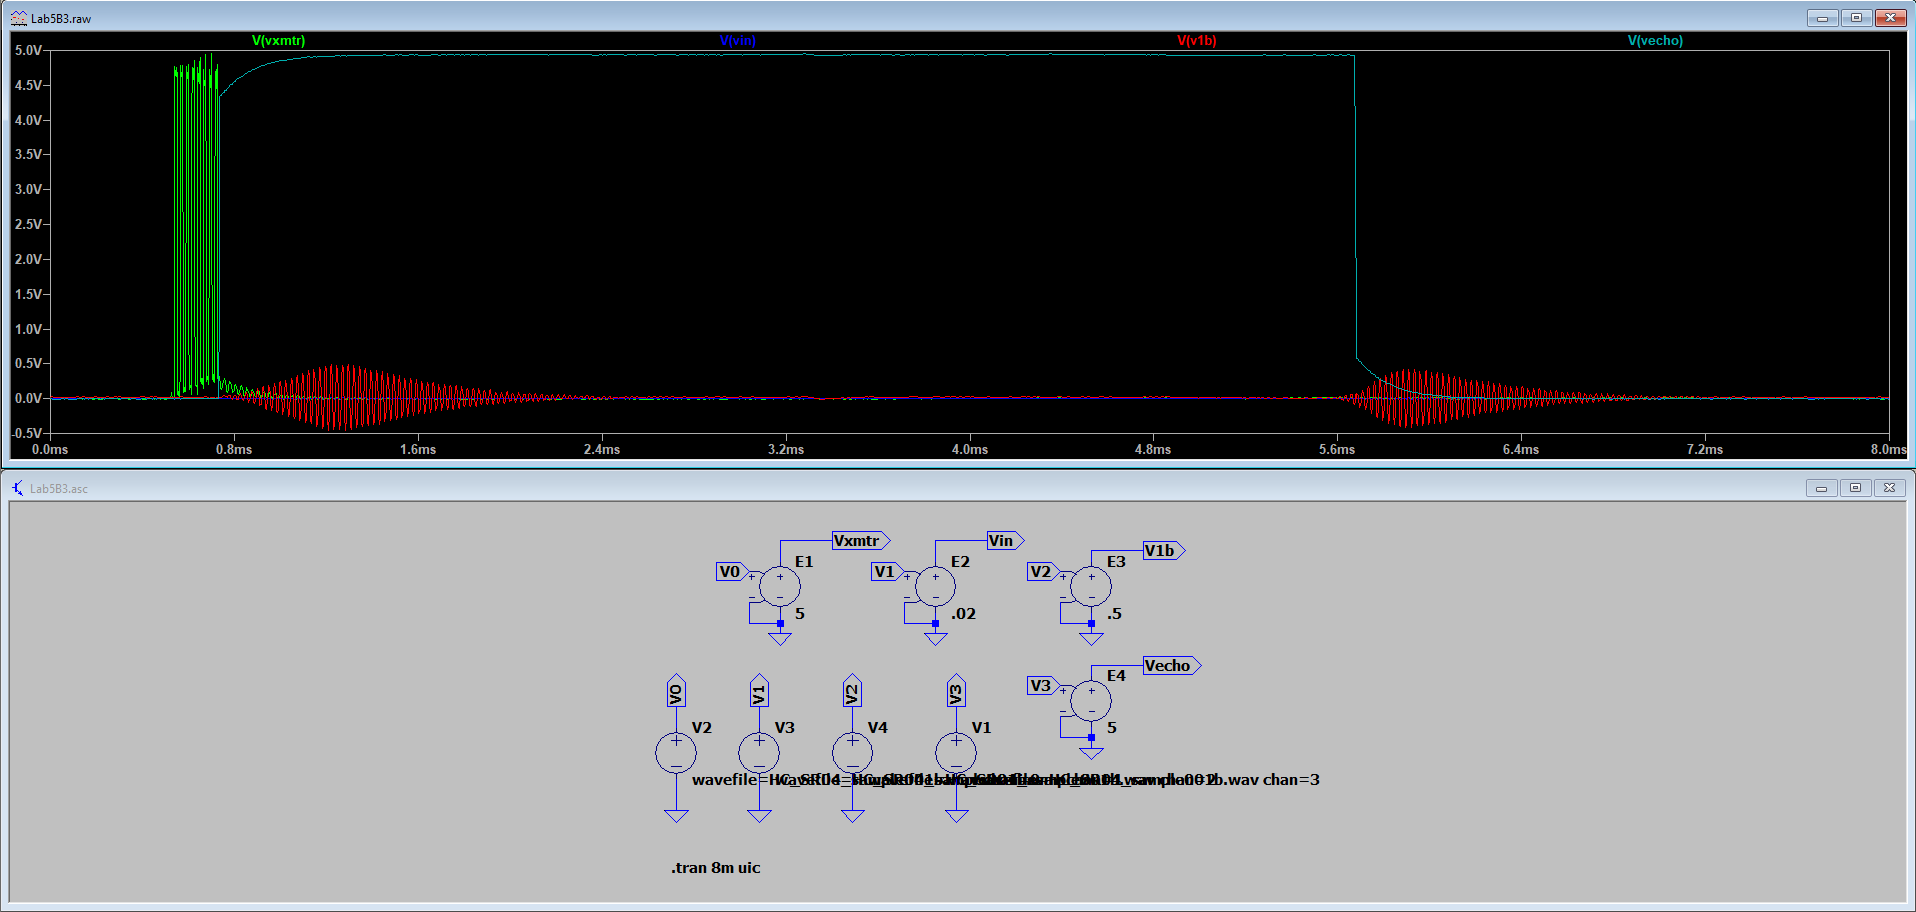 Lab5B3.raw
V(vxmtr) V(vin) V(v1b) V(vecho)
5.0V
4.5V
4.0V
3.5V
3.0V
2.5V
2.0V
1.5V
1.0V
0.5V
0.0V
-0.5V
0.0ms 0.8ms 1.6ms 2.4ms 3.2ms 4.0ms 4.8ms 5.6ms 6.4ms 7.2ms 8.0ms
Lab5B3.asc
Vxmtr Vin V1b
E1 E2 E3
V0 V1 V2
5 .02 .5
Vecho
E4
V3
5
V0 V1 V2 V3
V2 V3 V4 V1
chan=3
.tran 8m uic